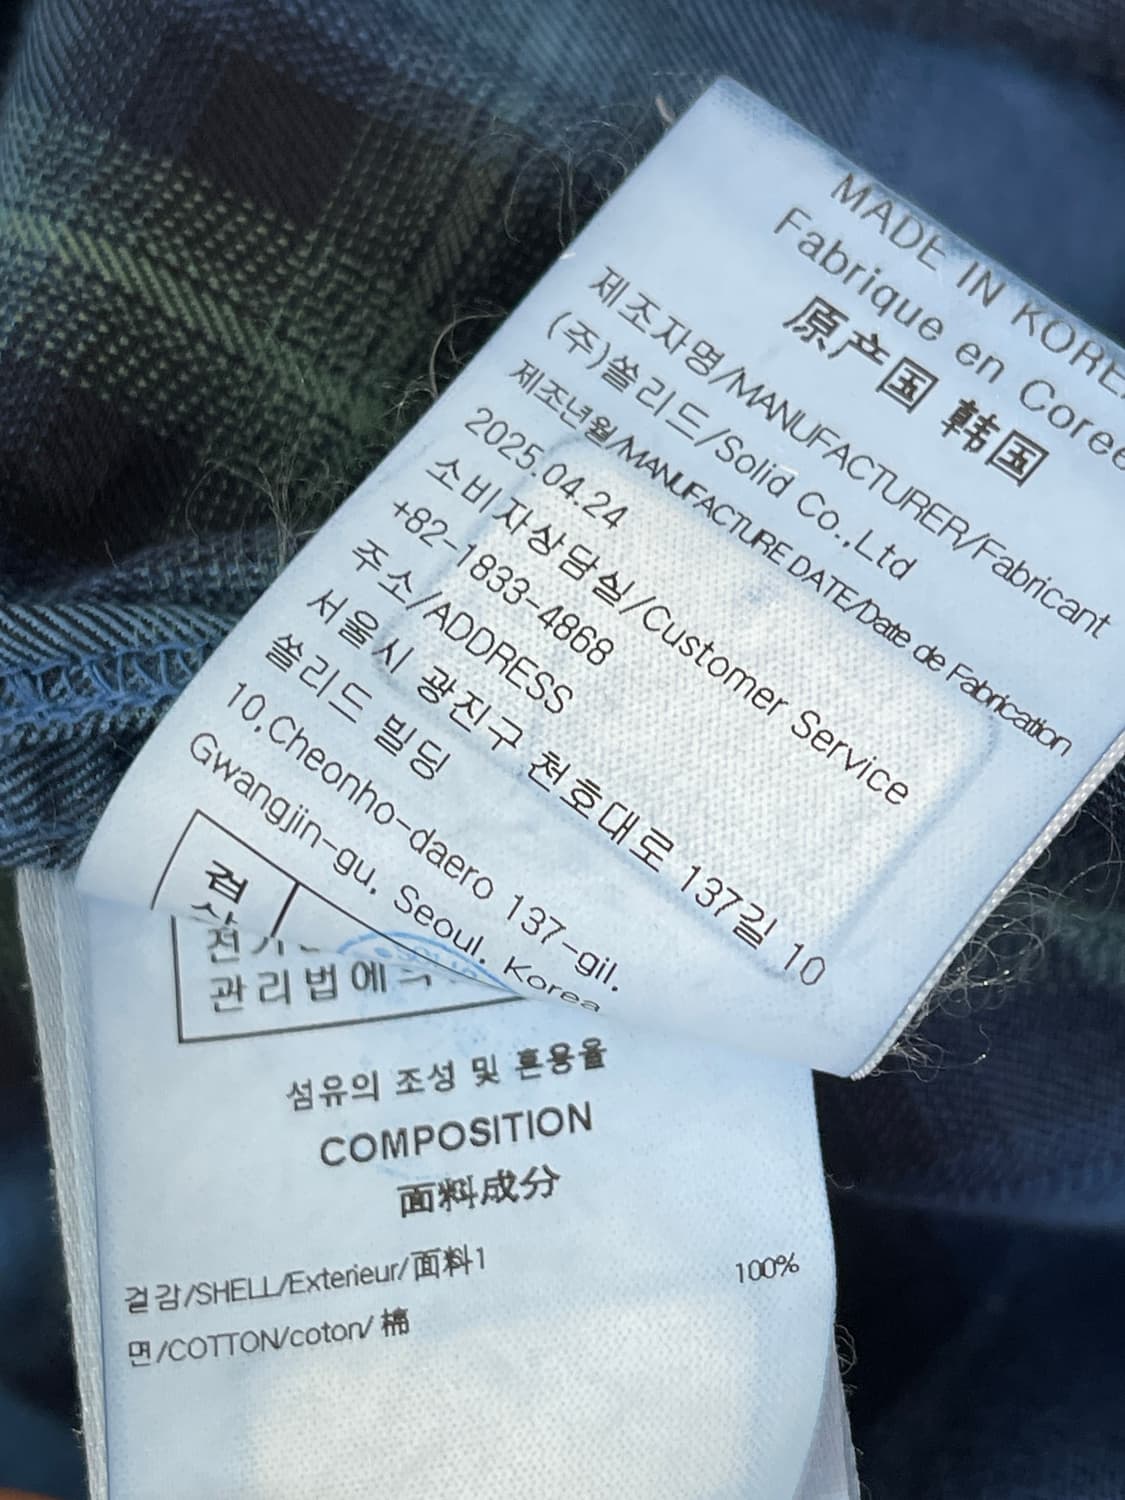 MADE IN KORE
Fabrique en Coree
原产国 韩国
제조자명/MANUFACTURER/Fabricant
(주)쏠리드/Solid Co.,Ltd
제조년월/MANUFACTURE DATE/Date de Fabrication
2025.04.24
소비자상담실/Customer Service
+82-1833-4868
주소/ADDRESS
서울시 광진구 천호대로 137길 10
쏠리드 빌딩
10,Cheonho-daero 137-gil,
Gwangjin-gu, Seoul, Korea
검
전기
관리법에
섬유의 조성 및 혼용율
COMPOSITION
面料成分
겉감/SHELL/Exterieur/面料1 100%
면/COTTON/coton/ 棉